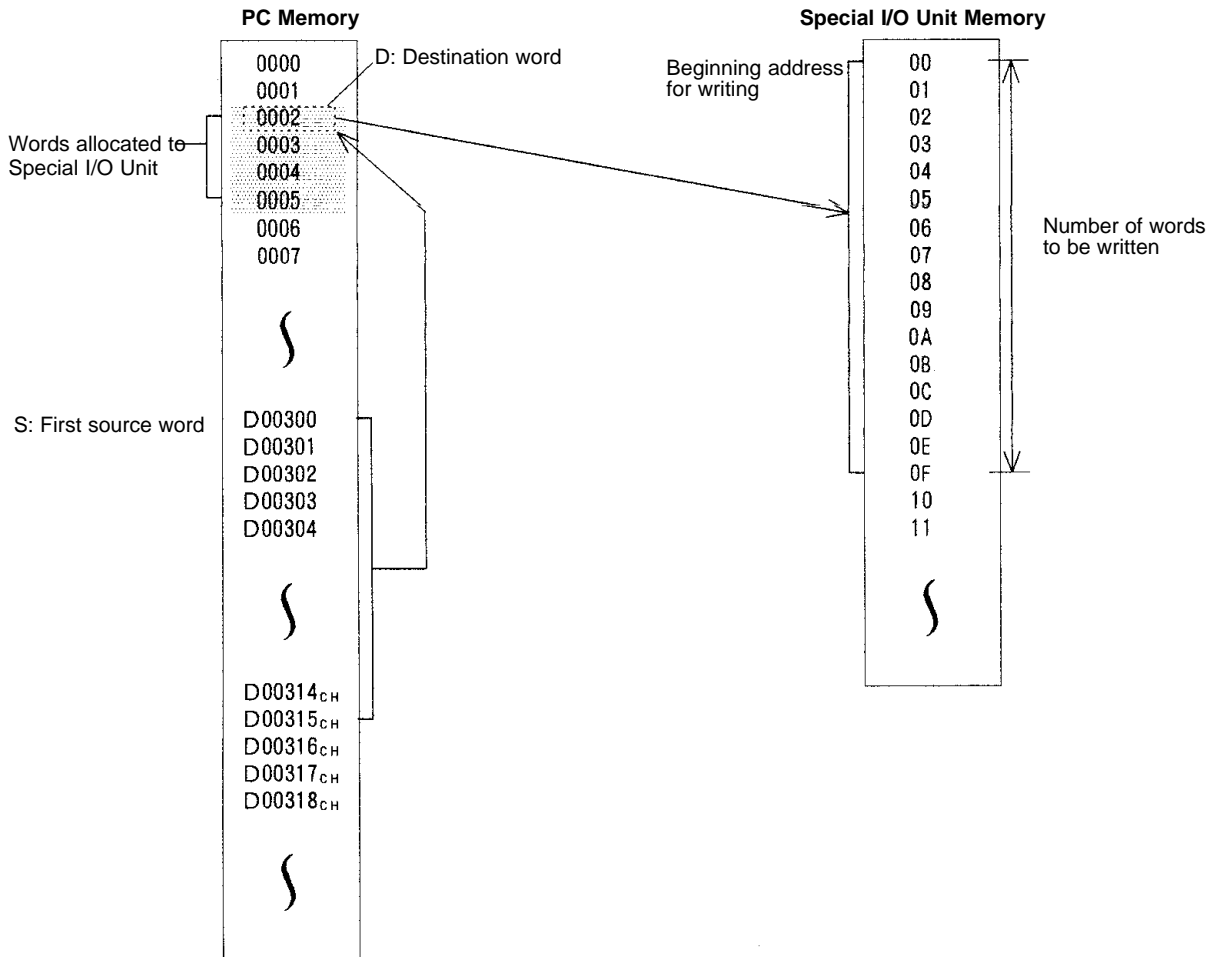 PC Memory
Special I/O Unit Memory
0000
0001
0002
0003
0004
0005
0006
0007
D: Destination word
Words allocated to
Special I/O Unit
S: First source word
D00300
D00301
D00302
D00303
D00304
D00314CH
D00315CH
D00316CH
D00317CH
D00318CH
Beginning address
for writing
00
01
02
03
04
05
06
07
08
09
0A
0B
0C
0D
0E
0F
10
11
Number of words
to be written